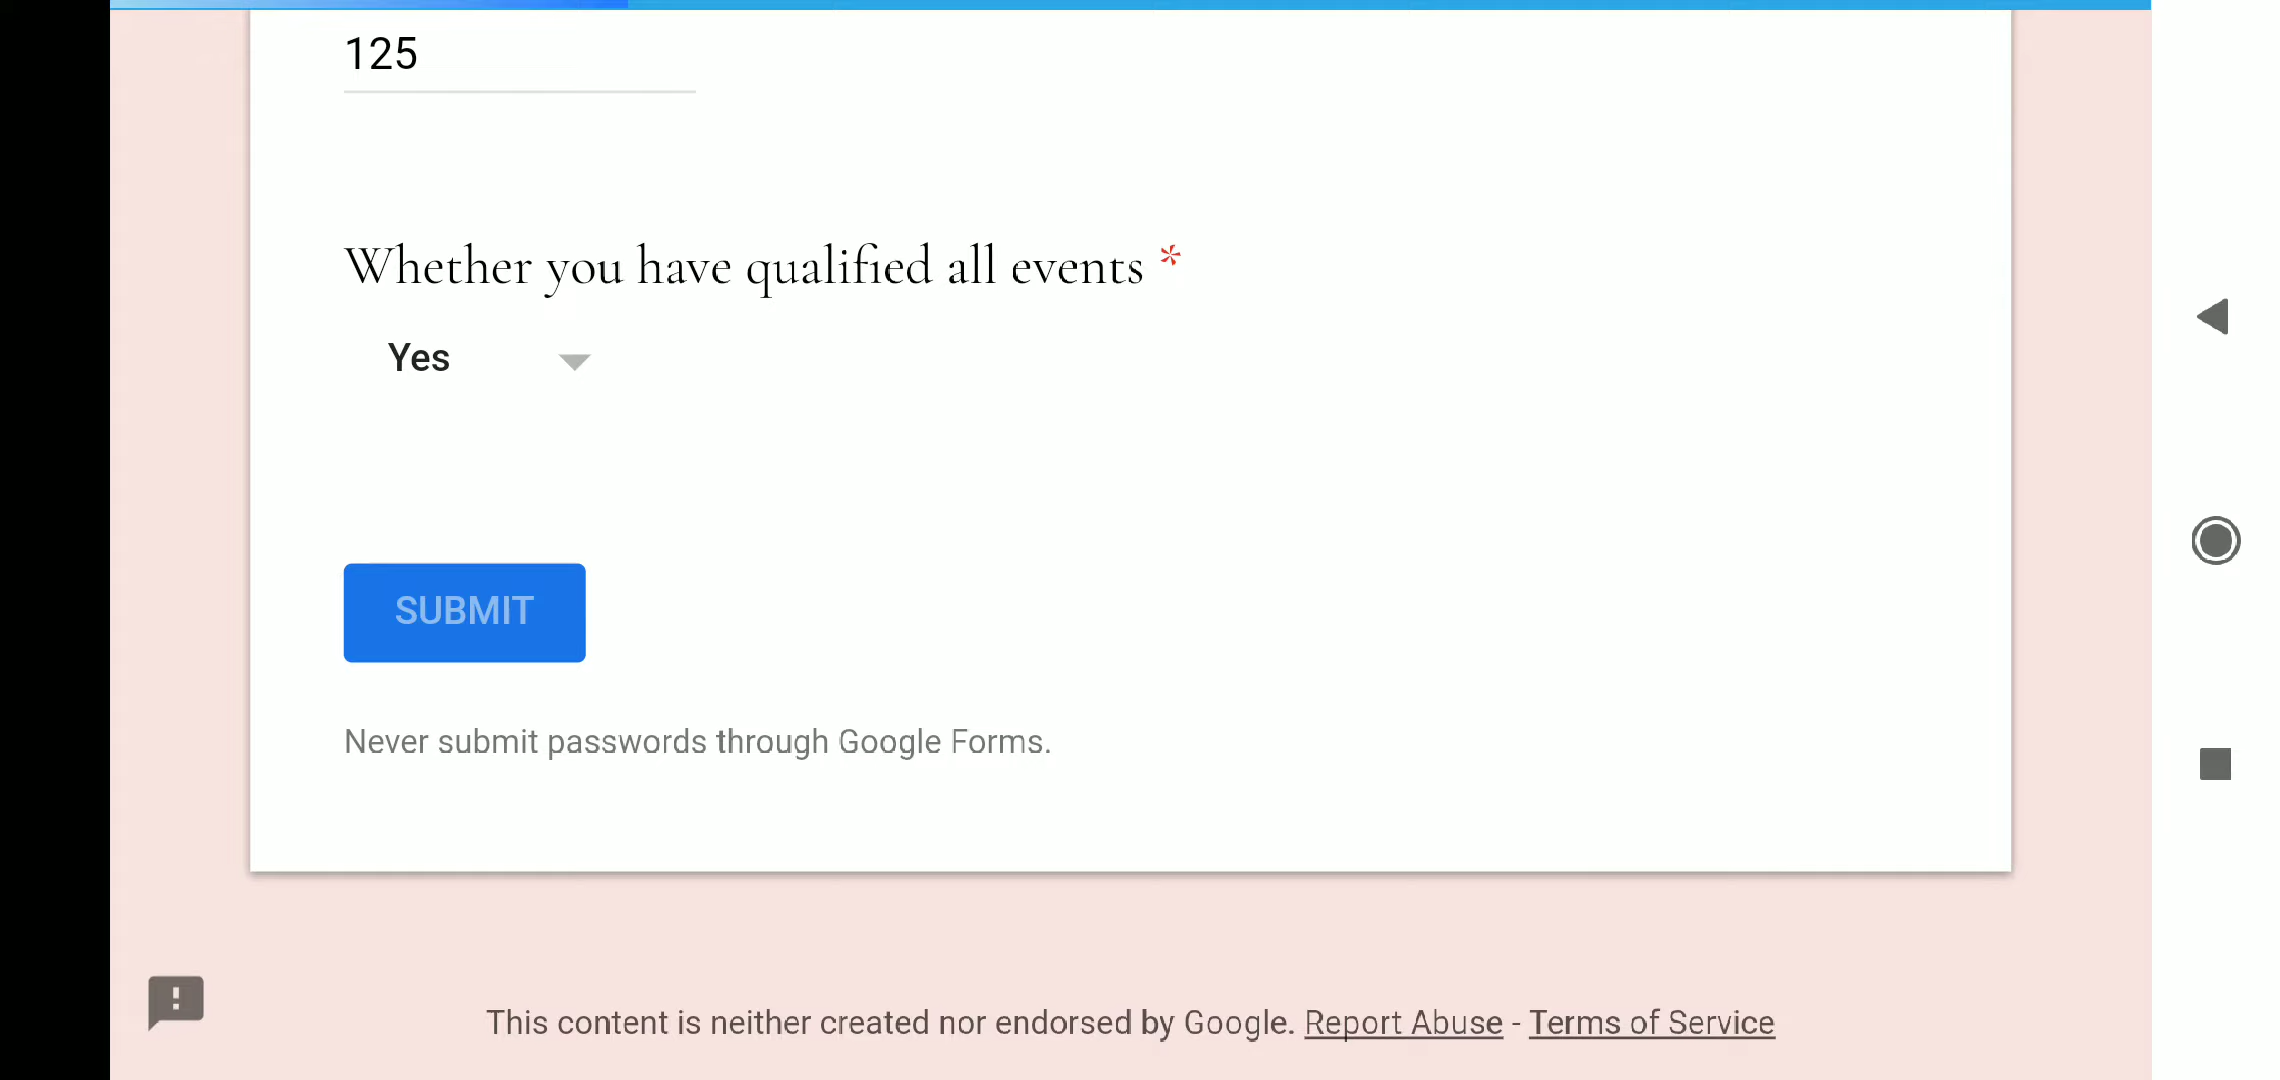 125
Whether you have qualified all events *
Yes
SUBMIT
Never submit passwords through Google Forms.
This content is neither created nor endorsed by Google. Report Abuse - Terms of Service